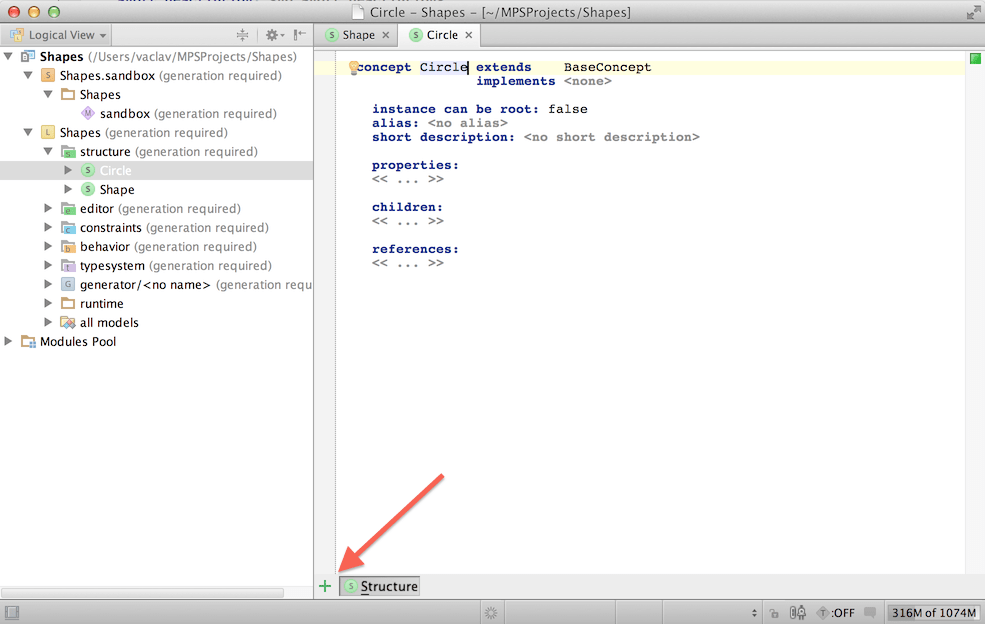 Circle – Shapes – [~/MPSProjects/Shapes]
Logical View
Shape
Circle
Shapes (/Users/vaclav/MPSProjects/Shapes)
S Shapes.sandbox (generation required)
Shapes
M sandbox (generation required)
L Shapes (generation required)
S structure (generation required)
S Circle
S Shape
e editor (generation required)
c constraints (generation required)
b behavior (generation required)
t typesystem (generation required)
G generator/<no name> (generation requ
runtime
all models
Modules Pool
concept Circle extends BaseConcept
implements <none>
instance can be root: false
alias: <no alias>
short description: <no short description>
properties:
<< ... >>
children:
<< ... >>
references:
<< ... >>
S Structure
T :OFF
316M of 1074M